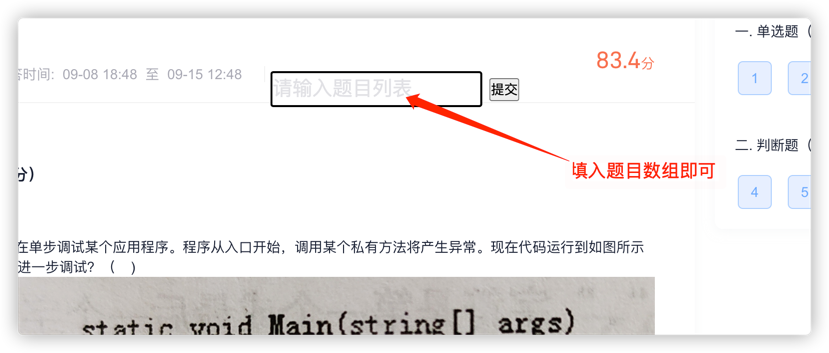 83.4分
一. 单选题（
答时间: 09-08 18:48 至 09-15 12:48
请输入题目列表
提交
1
2
二. 判断题（
填入题目数组即可
分)
4
5
在单步调试某个应用程序。程序从入口开始，调用某个私有方法将产生异常。现在代码运行到如图所示
进一步调试？（ ）
static void Main(string[] args)